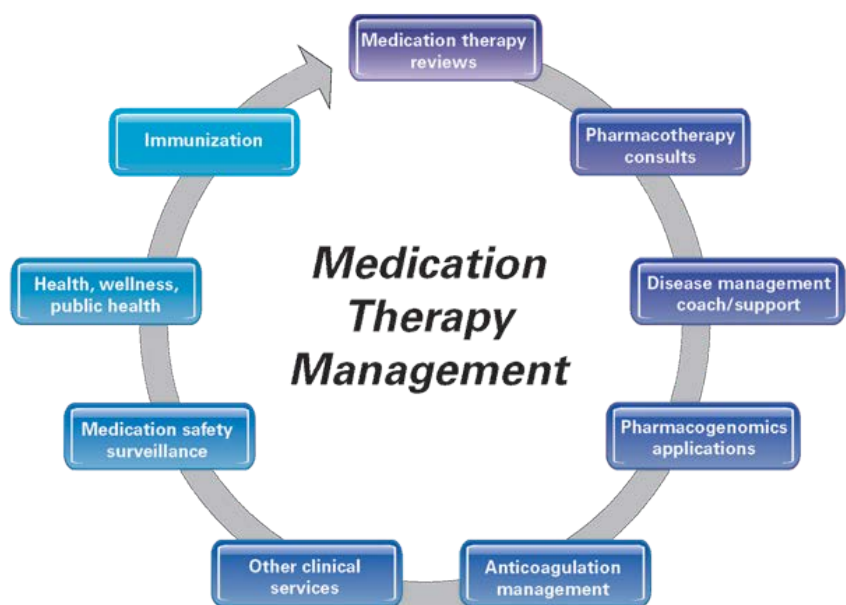 Medication therapy
reviews
Pharmacotherapy
consults
Disease management
coach/support
Pharmacogenomics
applications
Anticoagulation
management
Other clinical
services
Medication safety
surveillance
Health, wellness,
public health
Immunization
Medication
Therapy
Management